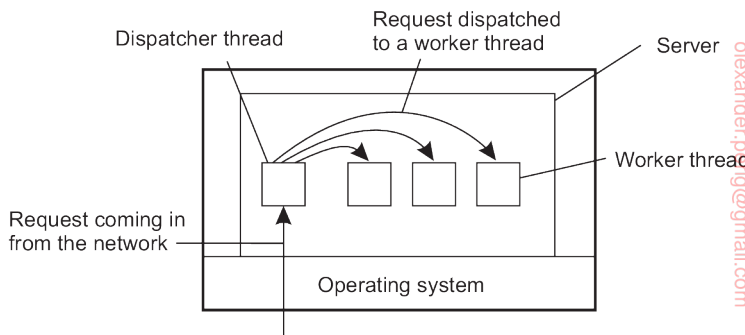 Request dispatched
to a worker thread
Dispatcher thread
Server
Worker thread
Request coming in
from the network
Operating system